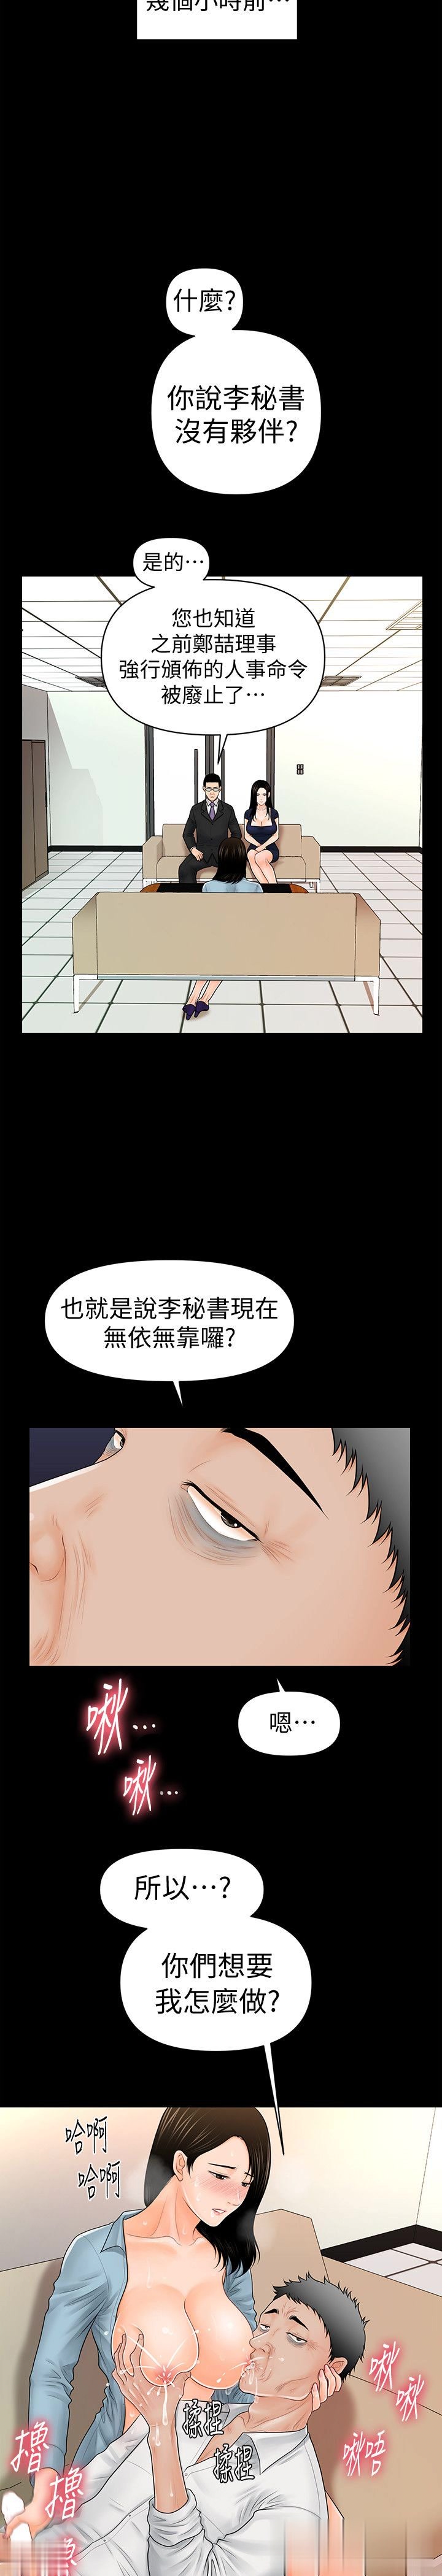 幾個小時前⋯
什麼?
你說李秘書
沒有夥伴?
是的⋯
您也知道
之前鄭喆理事
強行頒佈的人事命令
被廢止了⋯
也就是說李秘書現在
無依無靠囉?
啾⋯
嗯⋯
啾⋯
所以⋯?
你們想要
我怎麼做?
哈啊
哈啊
啾
啾
揉捏
揉捏
啾唔
擼
擼